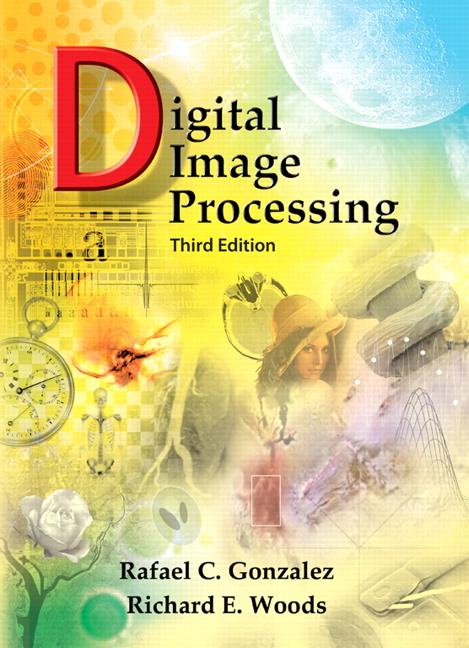 Digital
Image
Processing
Third Edition
a
a a a a
Rafael C. Gonzalez
Richard E. Woods